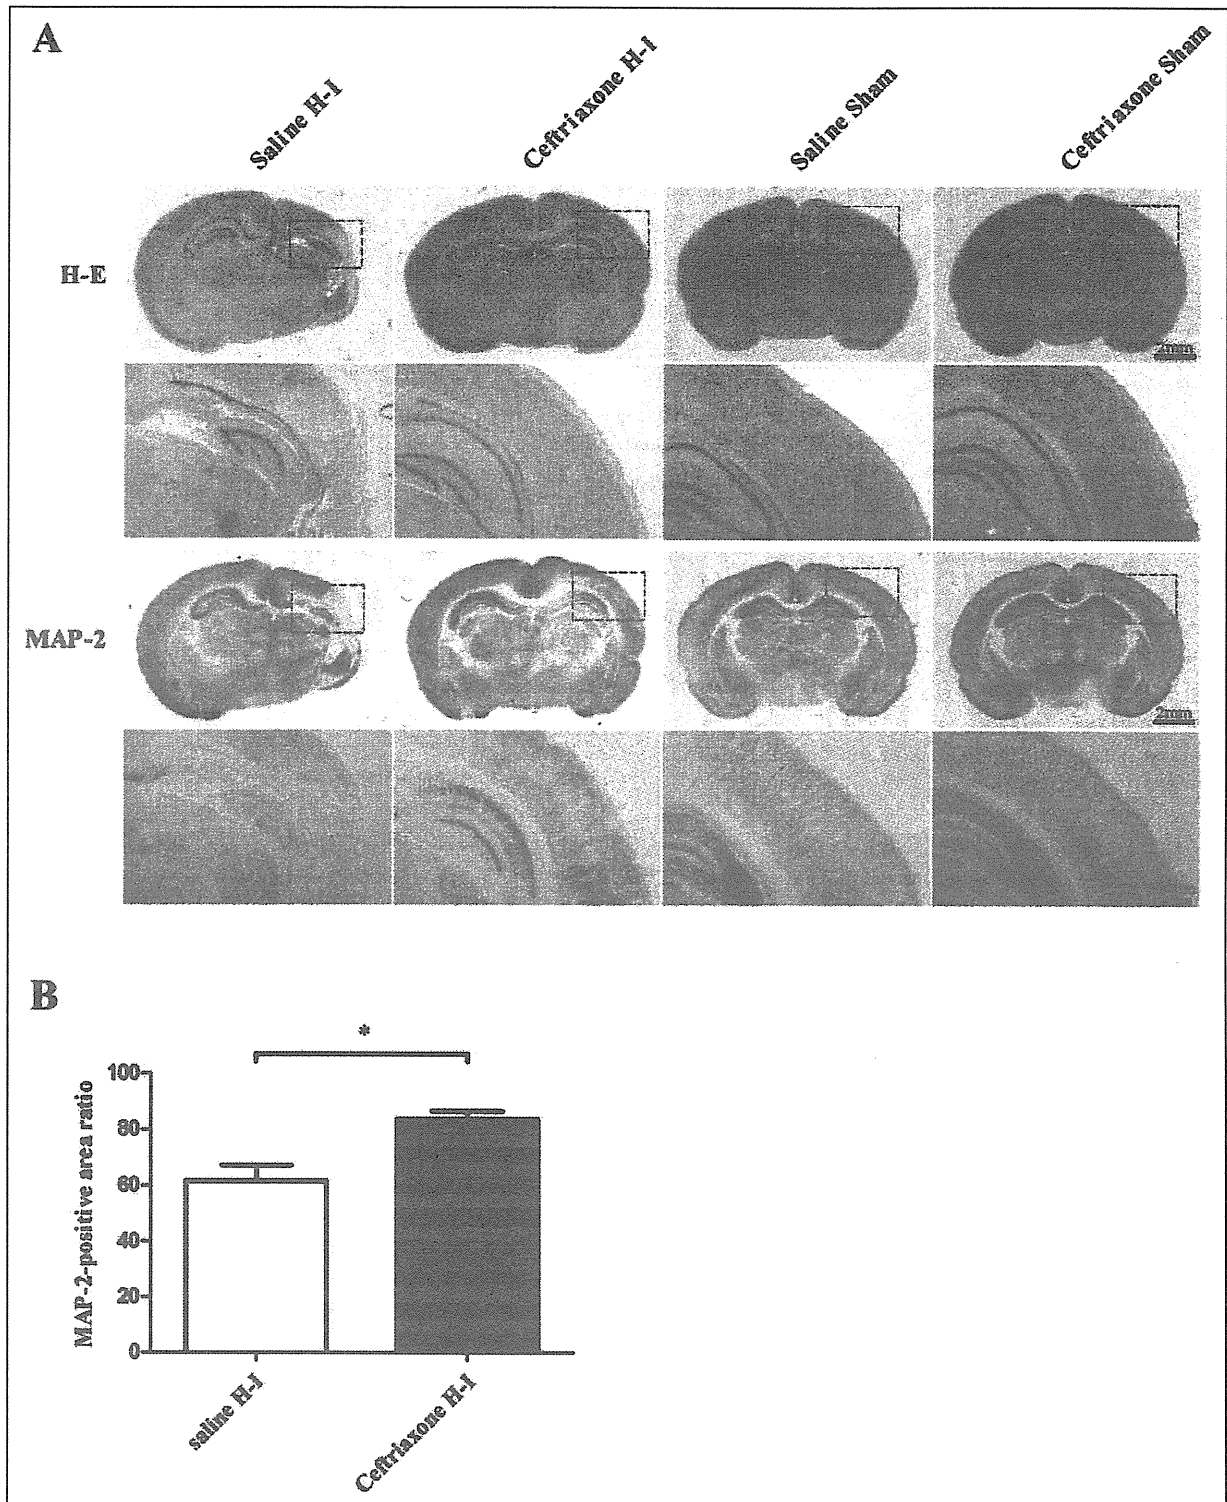 A
Saline H-I
Ceftriaxone H-I
Saline Sham
Ceftriaxone Sham
H-E
2mm
MAP-2
2mm
B
*
MAP-2-positive area ratio
100
80
60
40
20
0
saline H-I
Ceftriaxone H-I